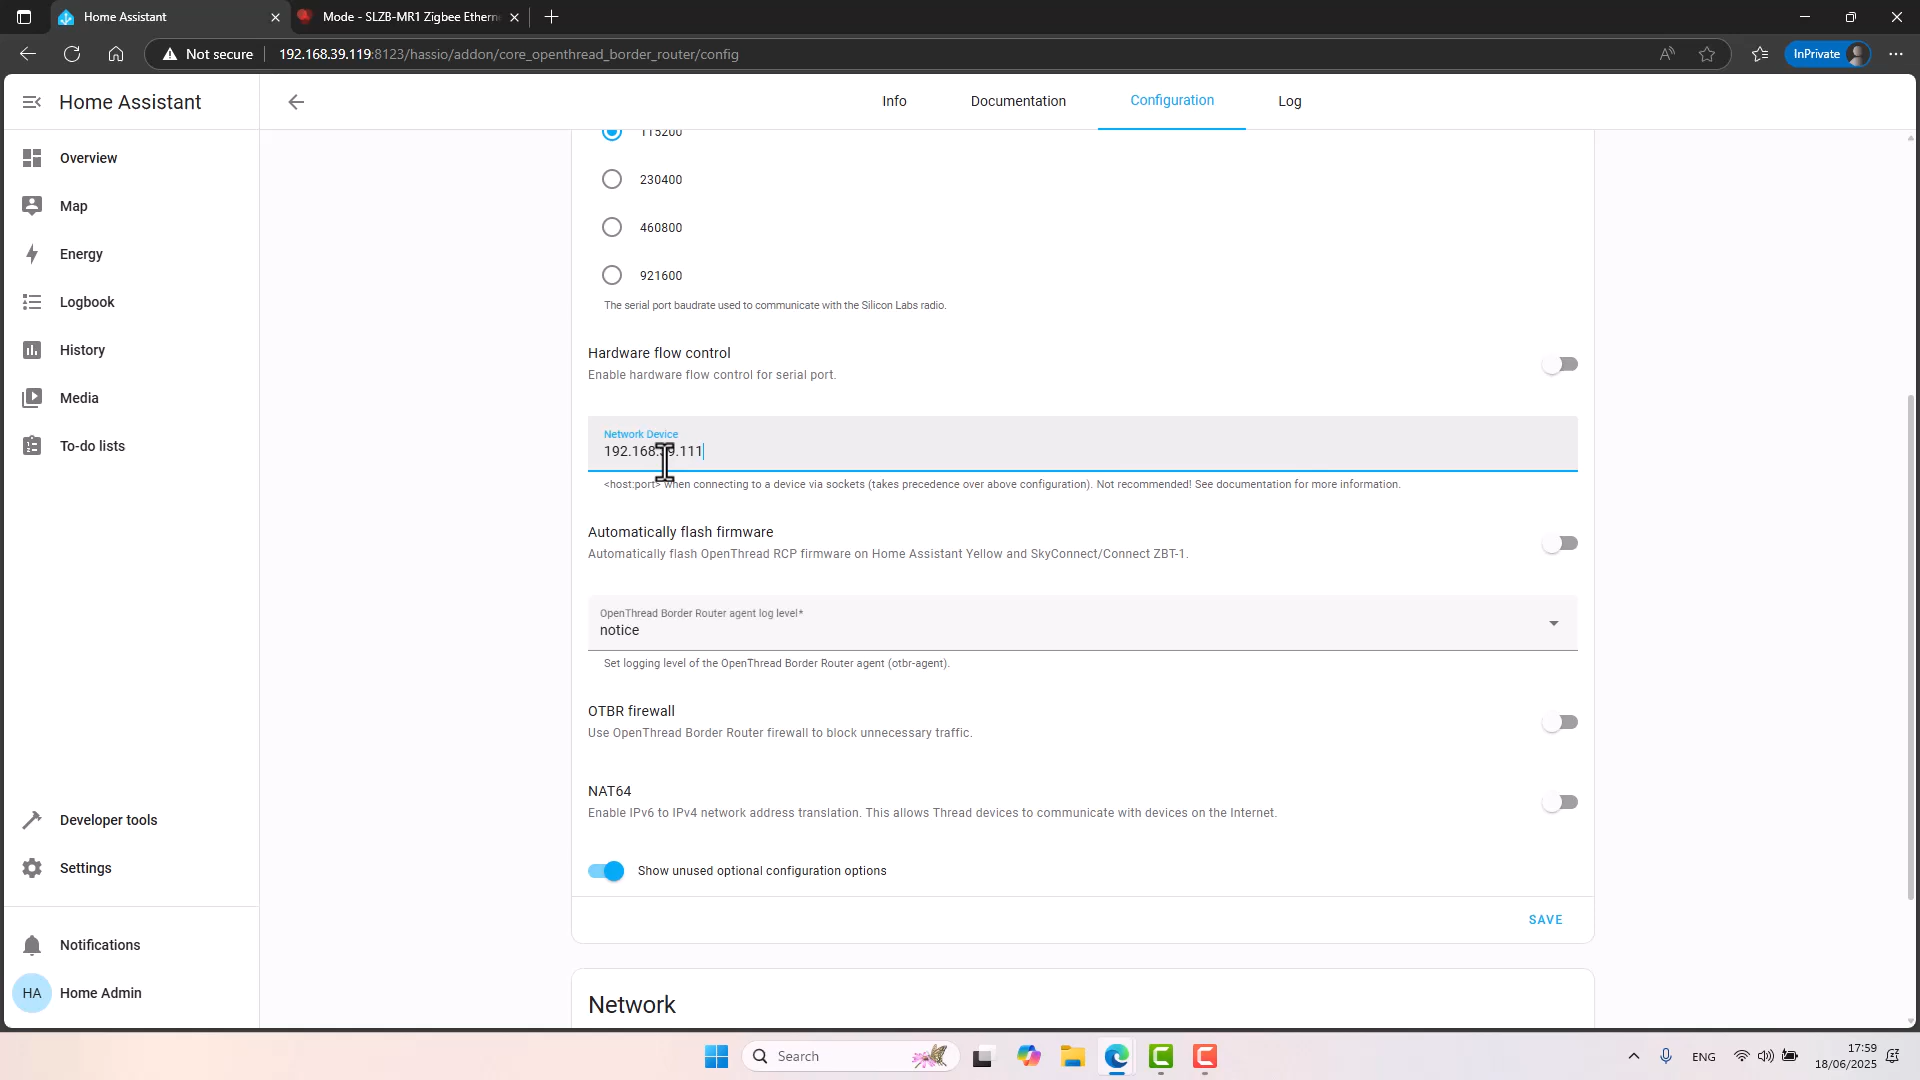 Home Assistant
Mode - SLZB-MR1 Zigbee Ethern
Not secure
192.168.39.119:8123/hassio/addon/core_openthread_border_router/config
InPrivate
Home Assistant
Info
Documentation
Configuration
Log
Overview
Map
Energy
Logbook
History
Media
To-do lists
Developer tools
Settings
Notifications
HA
Home Admin
115200
230400
460800
921600
The serial port baudrate used to communicate with the Silicon Labs radio.
Hardware flow control
Enable hardware flow control for serial port.
Network Device
192.168.39.111
<host:port> when connecting to a device via sockets (takes precedence over above configuration). Not recommended! See documentation for more information.
Automatically flash firmware
Automatically flash OpenThread RCP firmware on Home Assistant Yellow and SkyConnect/Connect ZBT-1.
OpenThread Border Router agent log level*
notice
Set logging level of the OpenThread Border Router agent (otbr-agent).
OTBR firewall
Use OpenThread Border Router firewall to block unnecessary traffic.
NAT64
Enable IPv6 to IPv4 network address translation. This allows Thread devices to communicate with devices on the Internet.
Show unused optional configuration options
SAVE
Network
Search
ENG
17:59
18/06/2025